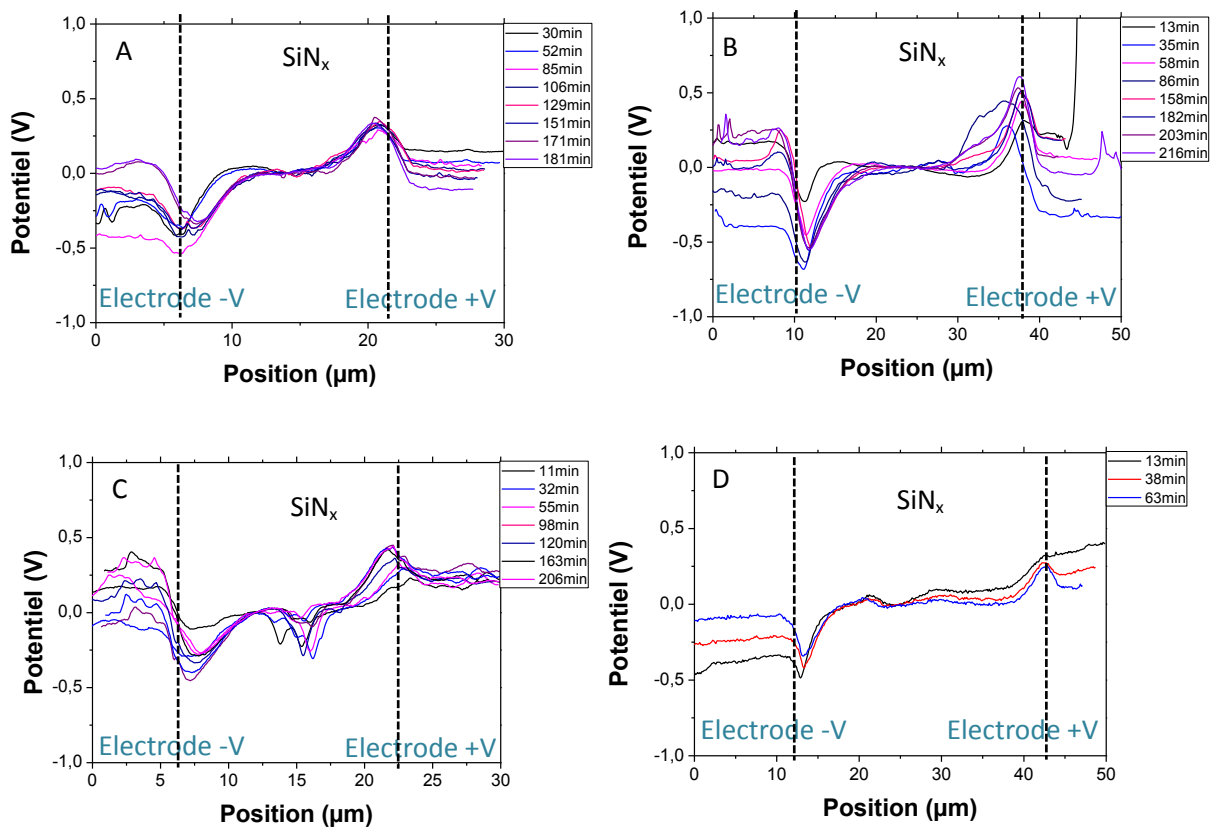 A
SiNx
30min
52min
85min
106min
129min
151min
171min
181min
1,0
0,5
0,0
-0,5
-1,0
Potentiel (V)
Electrode -V
Electrode +V
0
5
10
15
20
25
30
Position (µm)
B
SiNx
13min
35min
58min
86min
158min
182min
203min
216min
1,0
0,5
0,0
-0,5
-1,0
Potentiel (V)
Electrode -V
Electrode +V
0
10
20
30
40
50
Position (µm)
C
SiNx
11min
32min
55min
98min
120min
163min
206min
1,0
0,5
0,0
-0,5
-1,0
Potentiel (V)
Electrode -V
Electrode +V
0
5
10
15
20
25
30
Position (µm)
D
SiNx
13min
38min
63min
1,0
0,5
0,0
-0,5
-1,0
Potentiel (V)
Electrode -V
Electrode +V
0
10
20
30
40
50
Position (µm)